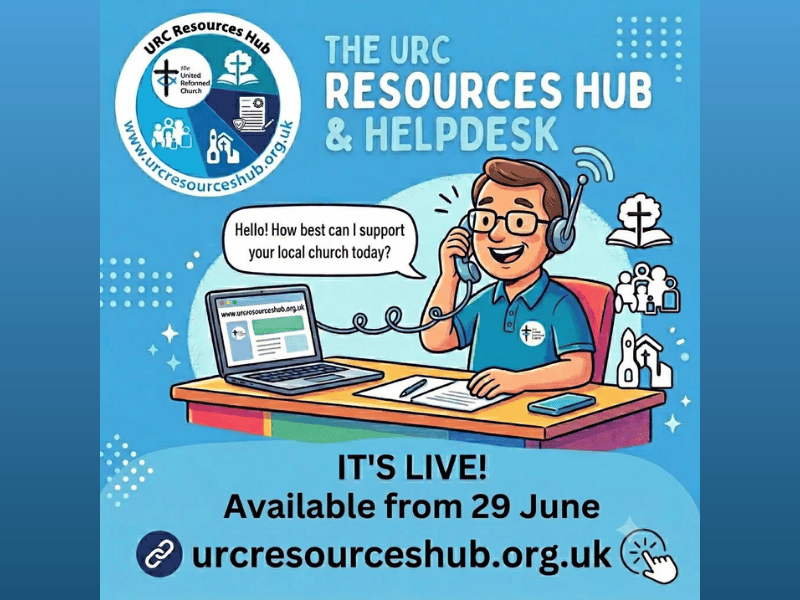 URC Resources Hub
The
United
Reformed
Church
www.urcresourceshub.org.uk
THE URC
RESOURCES HUB
& HELPDESK
Hello! How best can I support
your local church today?
www.urcresourceshub.org.uk
IT'S LIVE!
Available from 29 June
urcresourceshub.org.uk